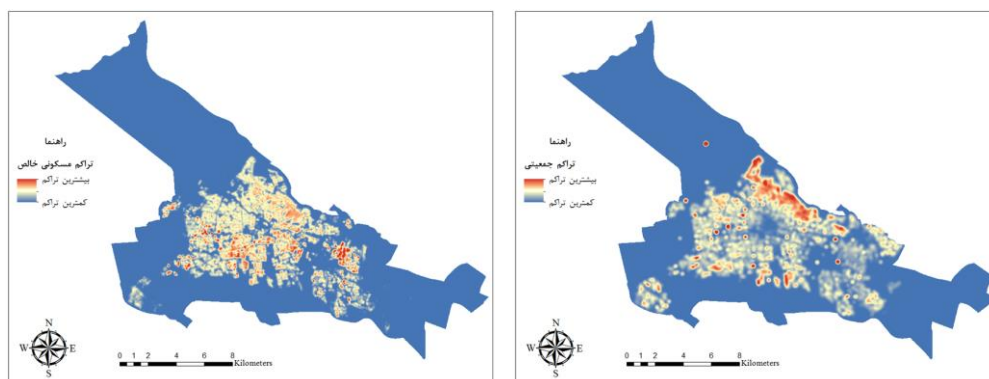 راهنما
تراکم مسکونی خالص
بیشترین تراکم
کمترین تراکم
N
W E
S
0 1 2 4 6 8
Kilometers
راهنما
تراکم جمعیتی
بیشترین تراکم
کمترین تراکم
N
W E
S
0 1 2 4 6 8
Kilometers